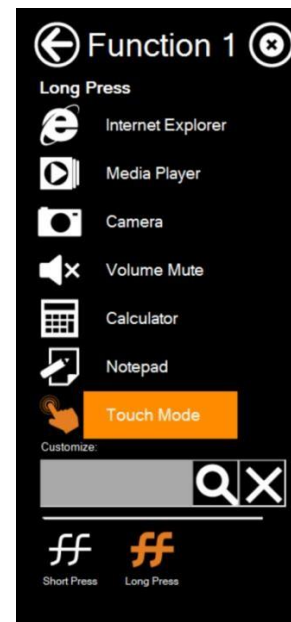 Function 1
Long Press
Internet Explorer
Media Player
Camera
Volume Mute
Calculator
Notepad
Touch Mode
Customize:
Short Press Long Press